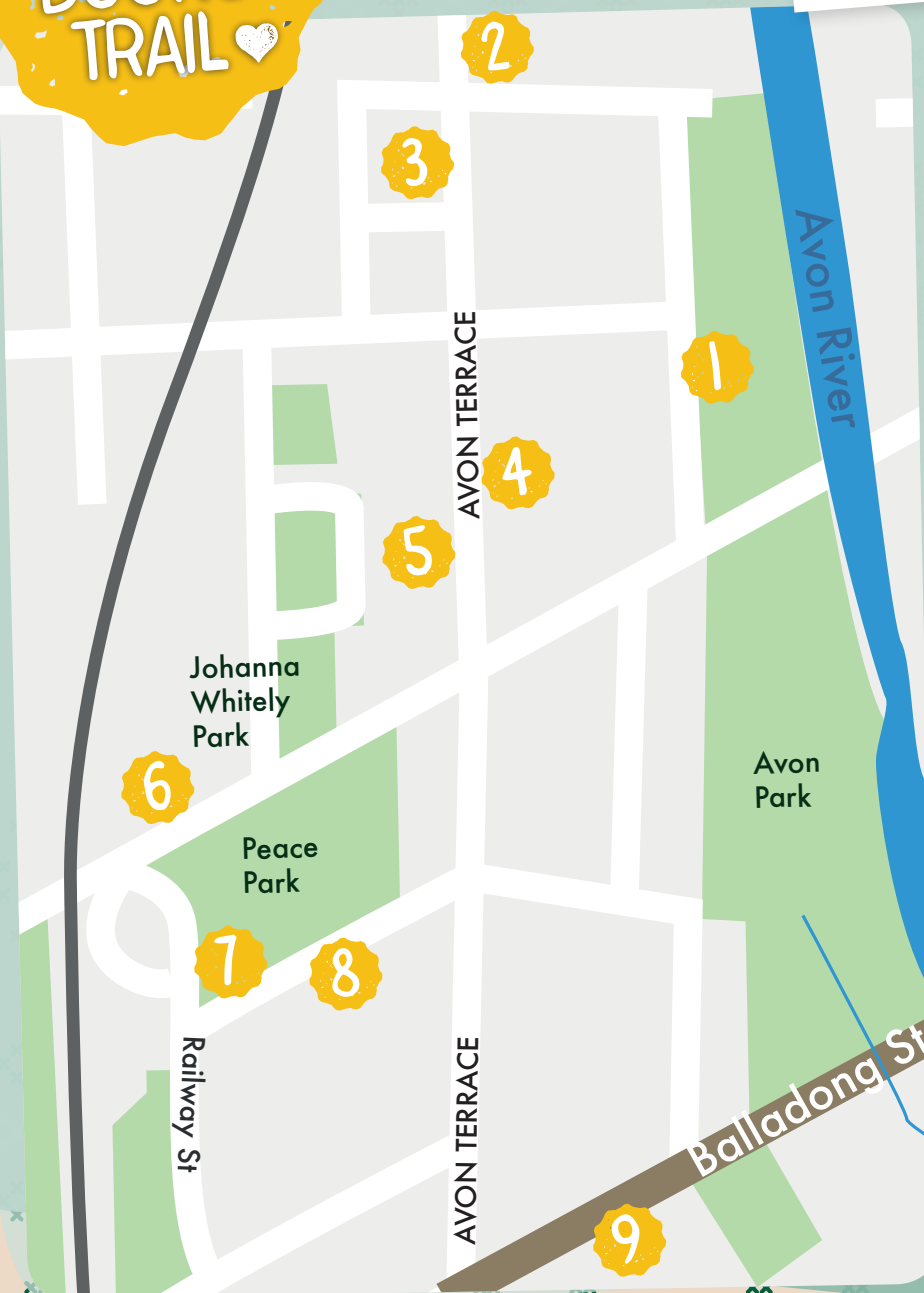 TRAIL
2
3
Avon River
1
AVON TERRACE
4
5
Johanna
Whitely
Park
6
Avon
Park
Peace
Park
7
8
Railway St
AVON TERRACE
Balladong St
9